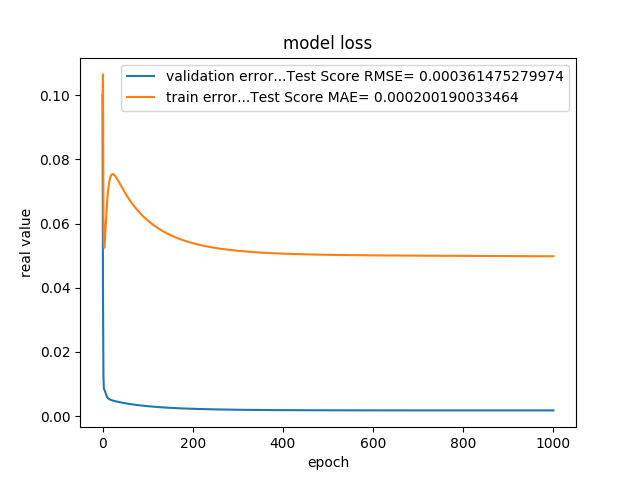 model loss
validation error...Test Score RMSE= 0.000361475279974
train error...Test Score MAE= 0.000200190033464
real value
0.10
0.08
0.06
0.04
0.02
0.00
0 200 400 600 800 1000
epoch